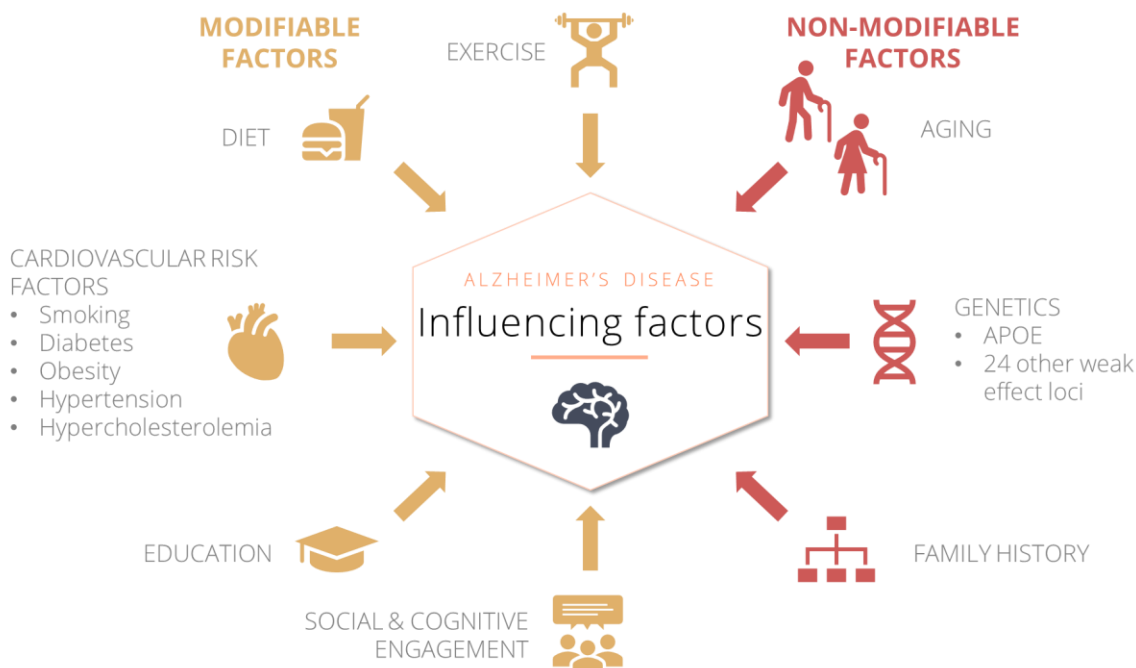 MODIFIABLE
FACTORS
EXERCISE
NON-MODIFIABLE
FACTORS
DIET
AGING
CARDIOVASCULAR RISK
FACTORS
• Smoking
• Diabetes
• Obesity
• Hypertension
• Hypercholesterolemia
ALZHEIMER'S DISEASE
Influencing factors
GENETICS
• APOE
• 24 other weak
effect loci
EDUCATION
FAMILY HISTORY
SOCIAL & COGNITIVE
ENGAGEMENT